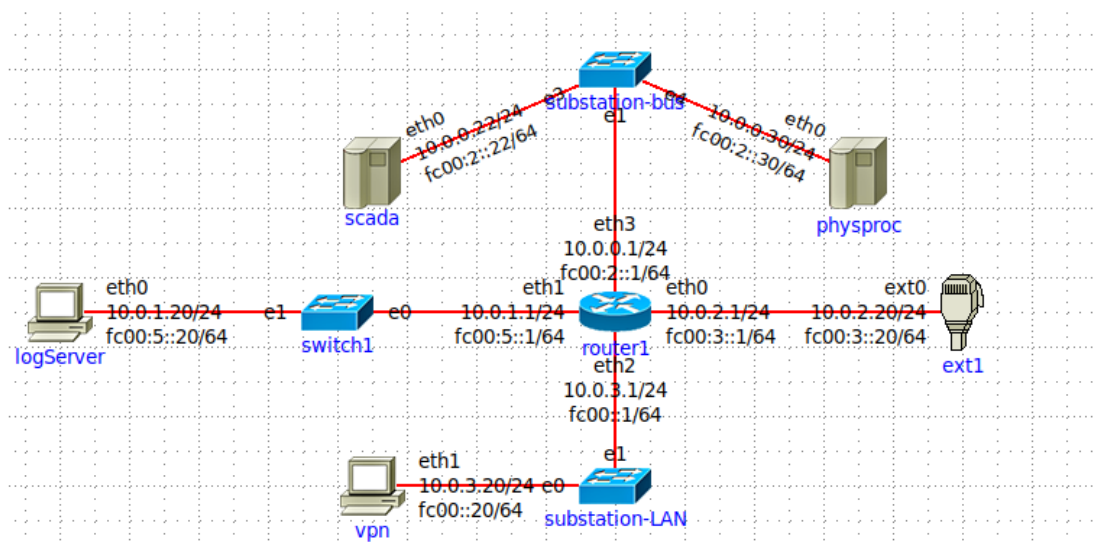 substation-bus
e3
e4
e1
eth0
10.0.0.22/24
fc00:2::22/64
scada
eth0
10.0.0.30/24
fc00:2::30/64
physproc
eth3
10.0.0.1/24
fc00:2::1/64
eth0
10.0.1.20/24
fc00:5::20/64
logServer
e1
switch1
e0
eth1
10.0.1.1/24
fc00:5::1/64
router1
eth0
10.0.2.1/24
fc00:3::1/64
ext0
10.0.2.20/24
fc00:3::20/64
ext1
eth2
10.0.3.1/24
fc00::1/64
e1
eth1
10.0.3.20/24
fc00::20/64
vpn
e0
substation-LAN